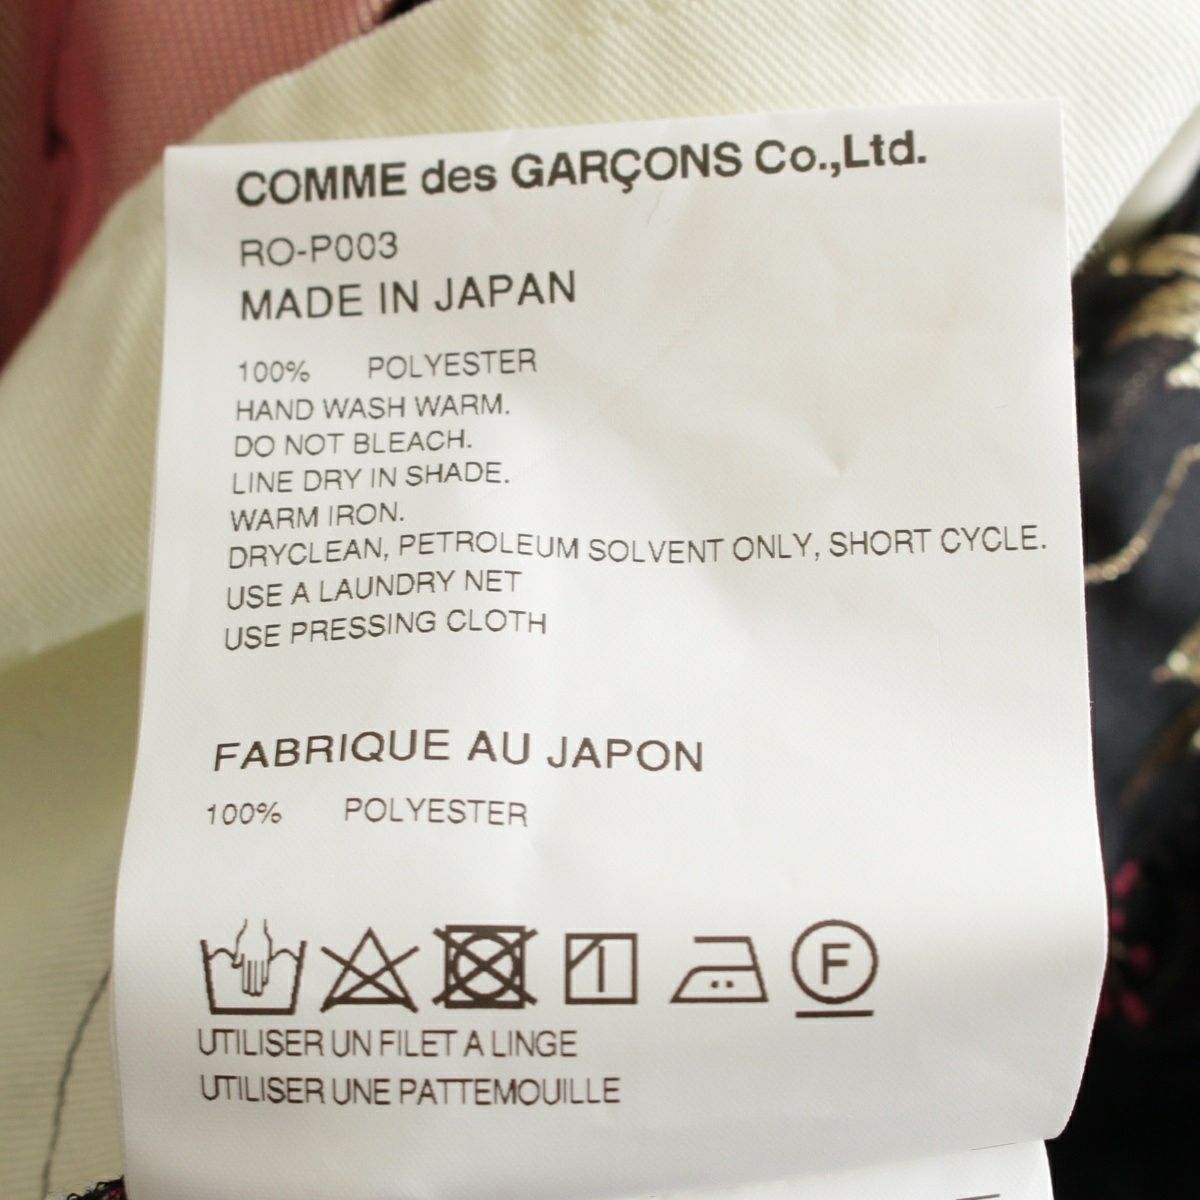 COMME des GARÇONS Co.,Ltd.
RO-P003
MADE IN JAPAN
100% POLYESTER
HAND WASH WARM.
DO NOT BLEACH.
LINE DRY IN SHADE.
WARM IRON.
DRYCLEAN, PETROLEUM SOLVENT ONLY, SHORT CYCLE.
USE A LAUNDRY NET
USE PRESSING CLOTH
FABRIQUE AU JAPON
100% POLYESTER
F
UTILISER UN FILET A LINGE
UTILISER UNE PATTEMOUILLE